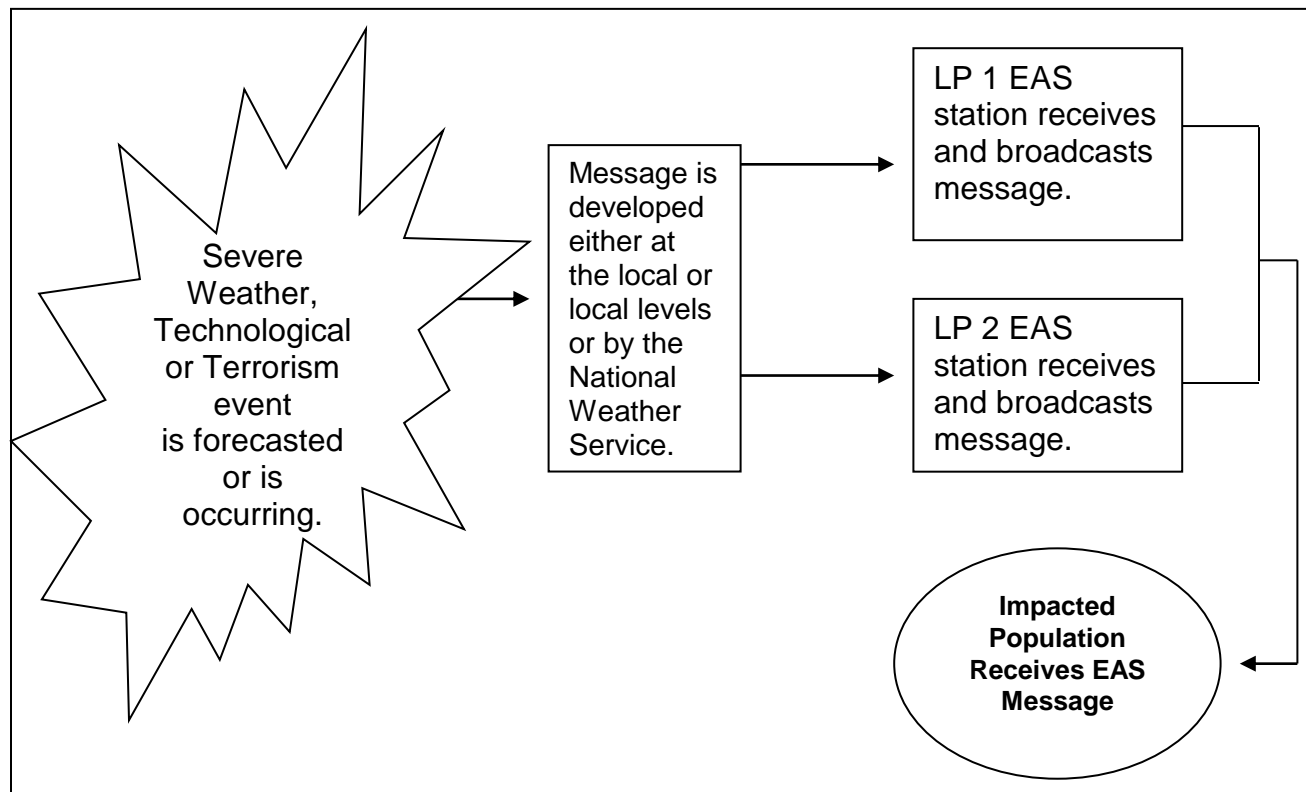 Severe
Weather,
Technological
or Terrorism
event
is forecasted
or is
occurring.
Message is
developed
either at
the local or
local levels
or by the
National
Weather
Service.
LP 1 EAS
station receives
and broadcasts
message.
LP 2 EAS
station receives
and broadcasts
message.
Impacted
Population
Receives EAS
Message